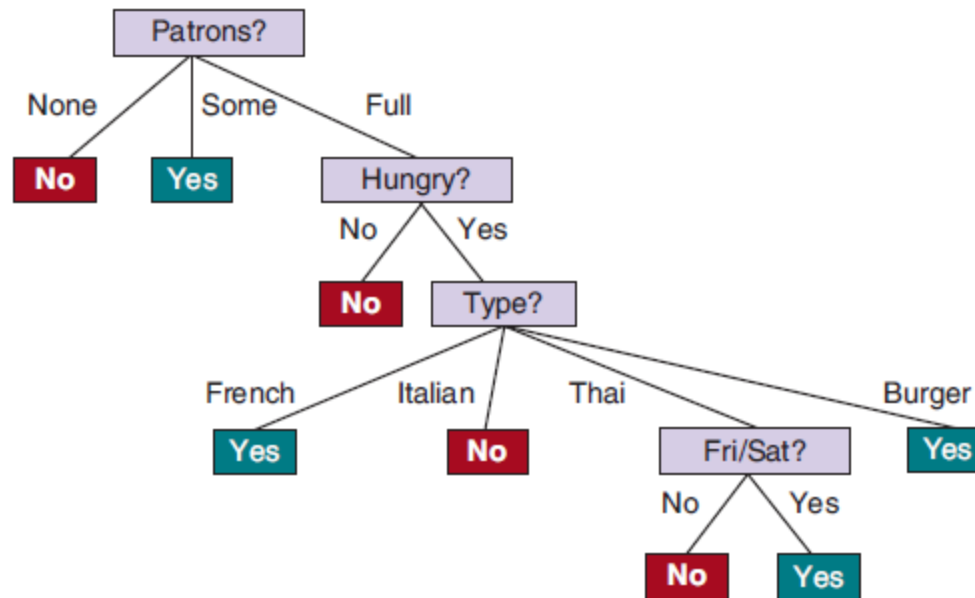 Patrons?
None Some Full
No Yes Hungry?
No Yes
No Type?
French Italian Thai Burger
Yes No Fri/Sat? Yes
No Yes
No Yes